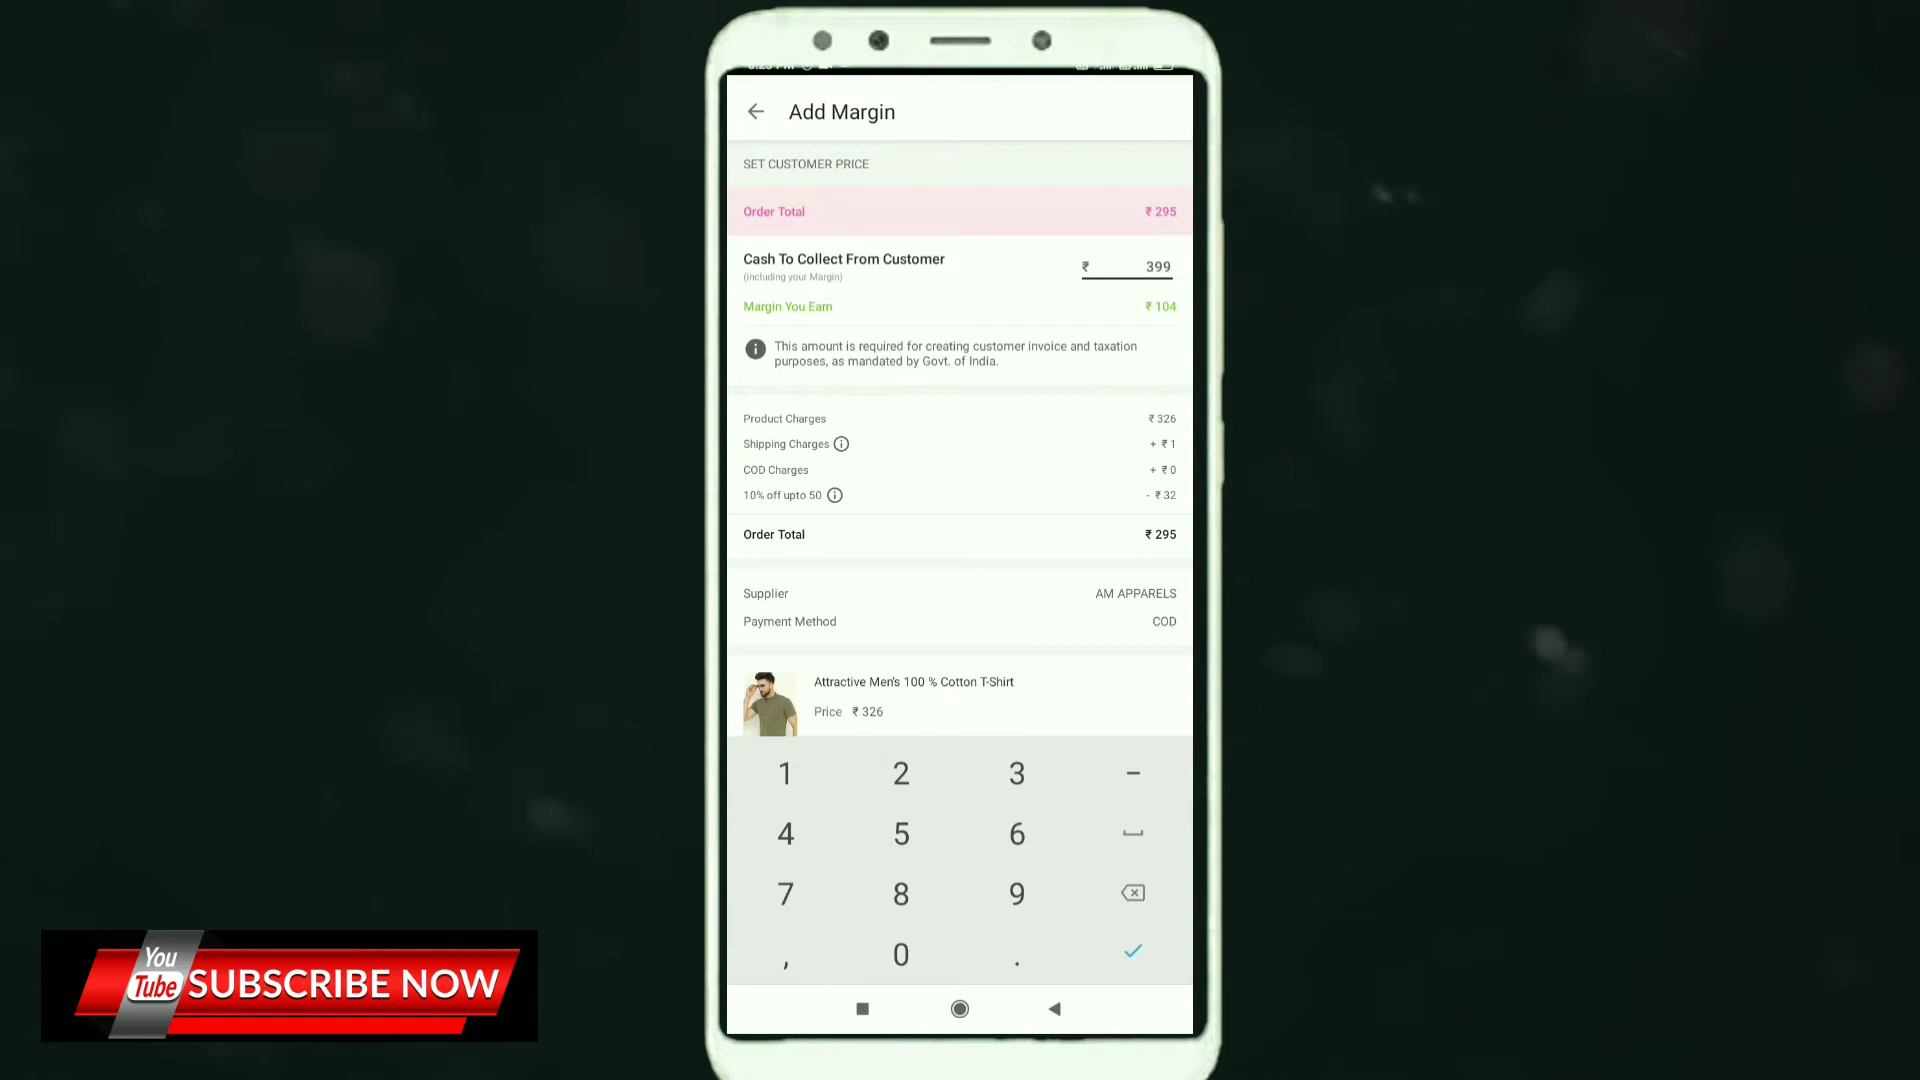 Add Margin
SET CUSTOMER PRICE
Order Total ₹ 295
Cash To Collect From Customer ₹ 399
(including your Margin)
Margin You Earn ₹ 104
This amount is required for creating customer invoice and taxation
purposes, as mandated by Govt. of India.
Product Charges ₹ 326
Shipping Charges + ₹ 1
COD Charges + ₹ 0
10% off upto 50 - ₹ 32
Order Total ₹ 295
Supplier AM APPARELS
Payment Method COD
Attractive Men's 100 % Cotton T-Shirt
Price ₹ 326
1 2 3 –
4 5 6
7 8 9
, 0 .
You
Tube SUBSCRIBE NOW